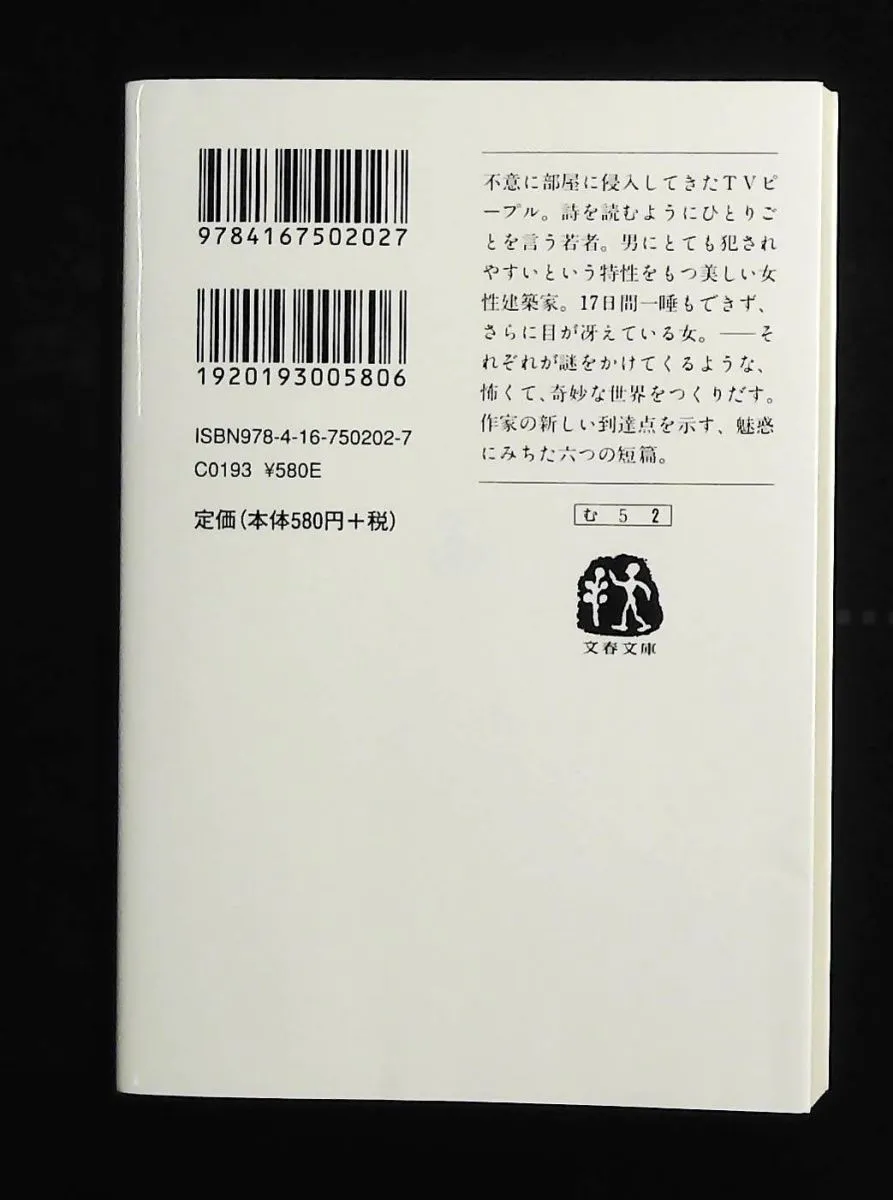 9784167502027
1920193005806
ISBN978-4-16-750202-7
C0193 ¥580E
定価(本体580円+税)
不意に部屋に侵入してきたTVピ
ープル。詩を読むようにひとりご
とを言う若者。男にとても犯され
やすいという特性をもつ美しい女
性建築家。17日間一睡もできず、
さらに目が冴えている女。――そ
れぞれが謎をかけてくるような、
怖くて、奇妙な世界をつくりだす。
作家の新しい到達点を示す、魅惑
にみちた六つの短篇。
む 5 2
文春文庫